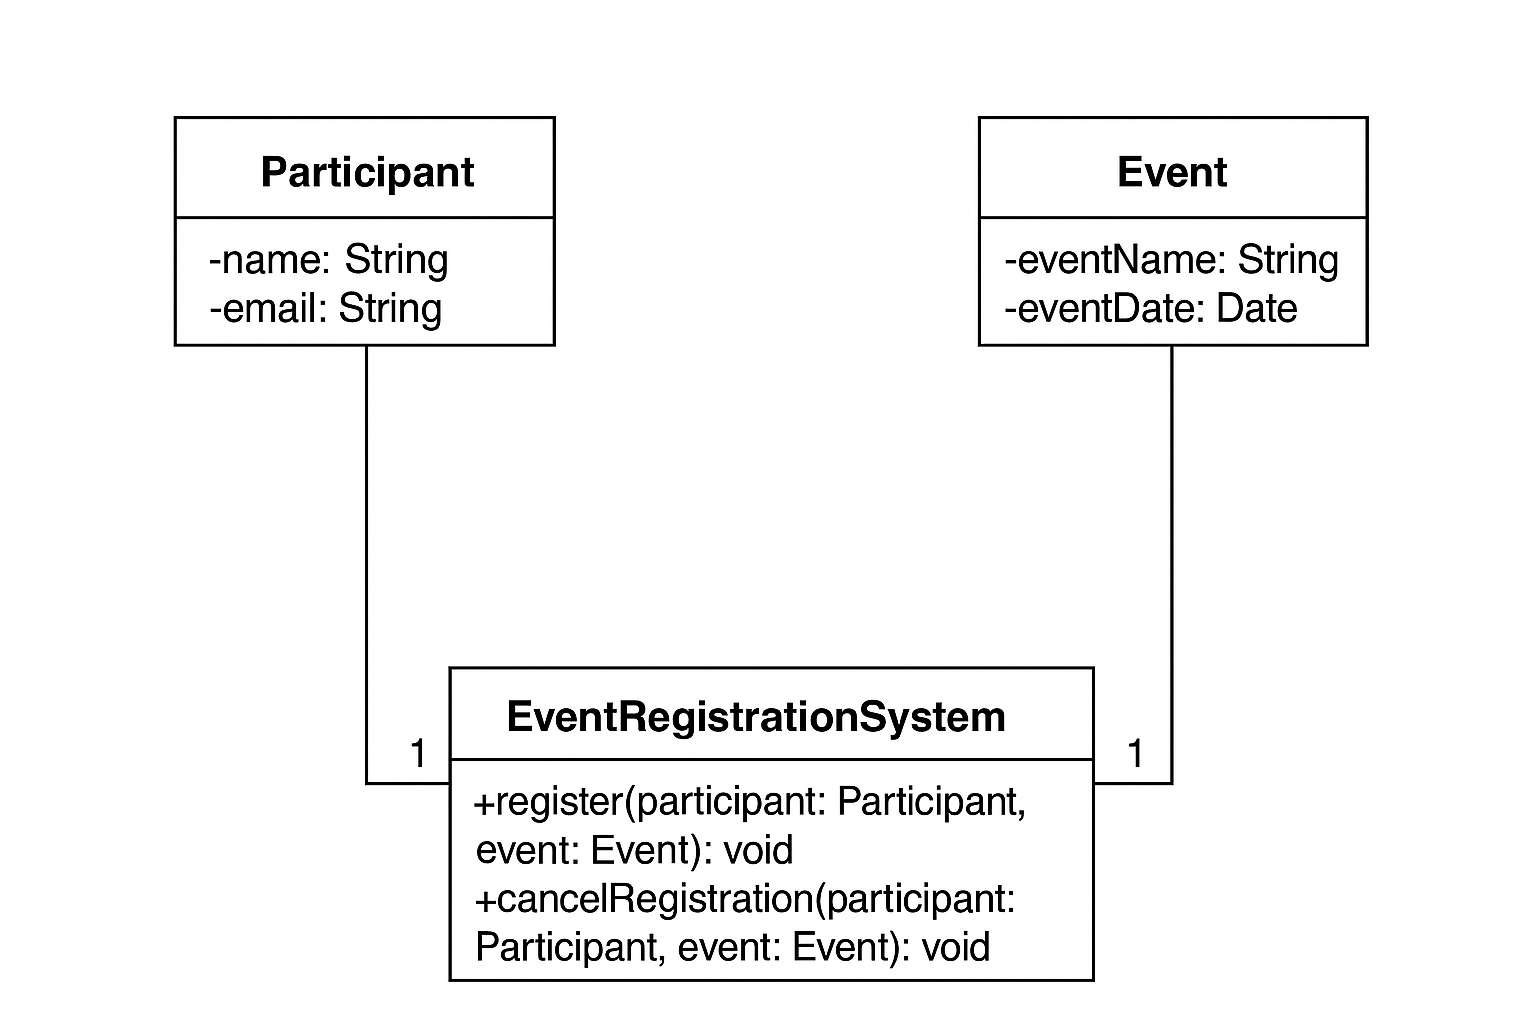 Participant
-name: String
-email: String
Event
-eventName: String
-eventDate: Date
1
1
EventRegistrationSystem
+register(participant: Participant,
event: Event): void
+cancelRegistration(participant:
Participant, event: Event): void